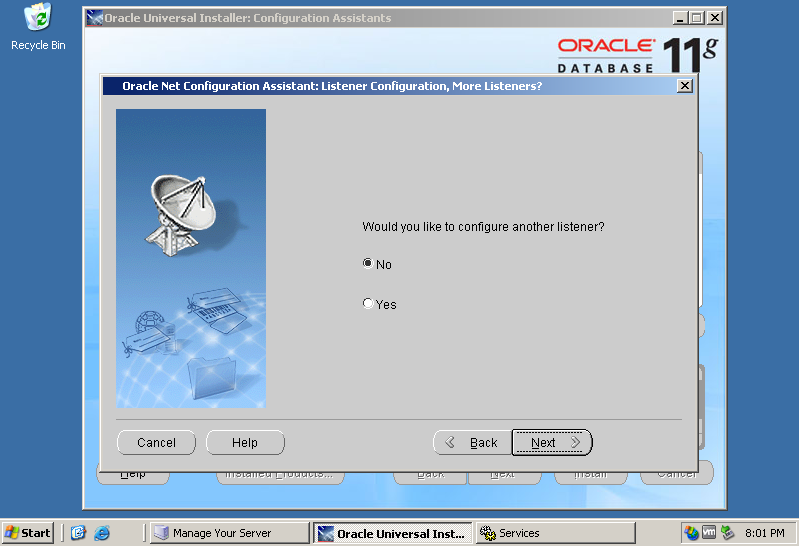 Recycle Bin
Oracle Universal Installer: Configuration Assistants
ORACLE
DATABASE
11g
Oracle Net Configuration Assistant: Listener Configuration, More Listeners?
Would you like to configure another listener?
No
Yes
Cancel
Help
Back
Next
Help
Installed Products...
Back
Next
Install
Cancel
Start
Manage Your Server
Oracle Universal Inst...
Services
vm
8:01 PM